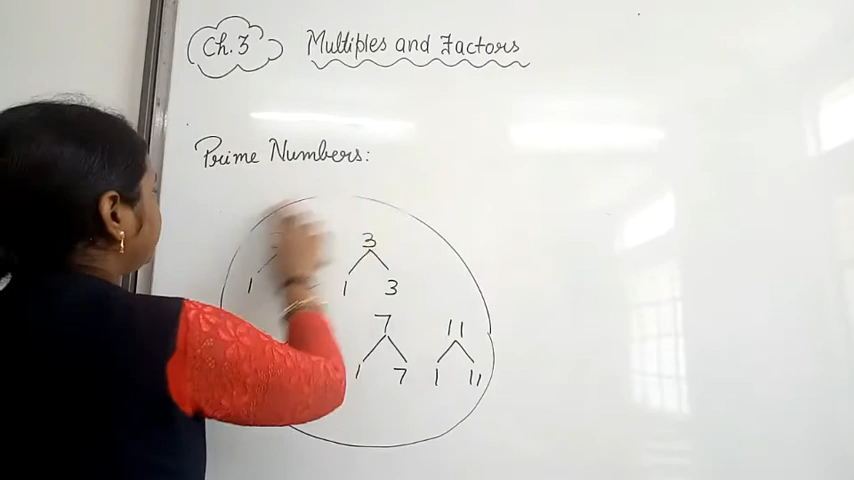 Ch.3 Multiples and Factors
Prime Numbers:
3
1 1 3
7 11
1 7 1 11